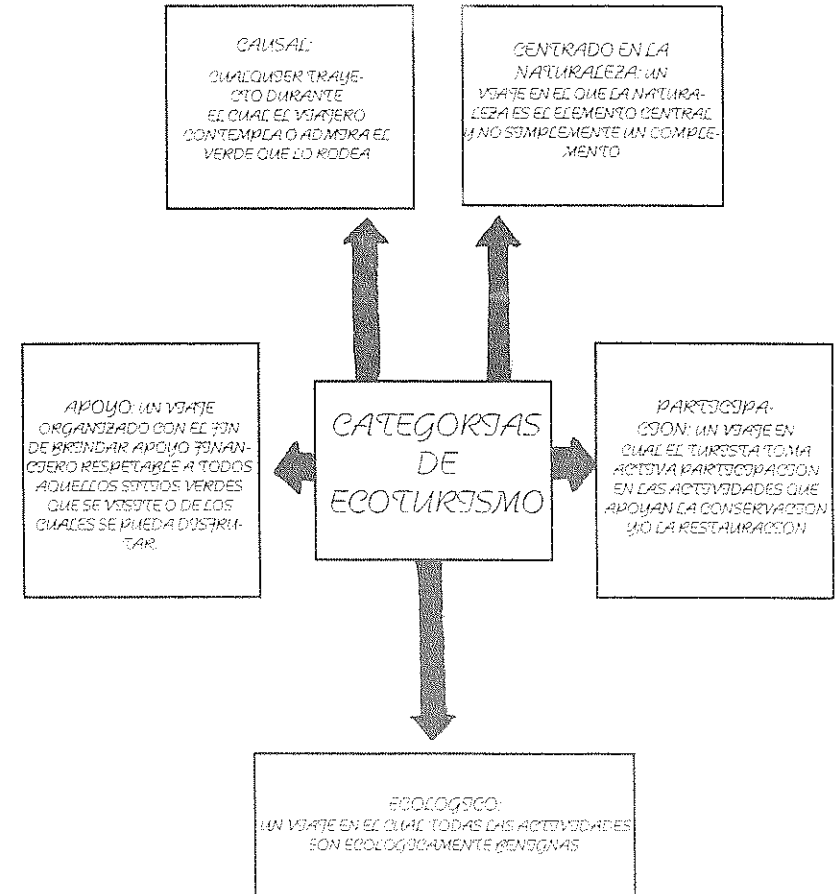 CAUSAL:
CUALQUIER TRAYE-
CTO DURANTE
EL CUAL EL VIAJERO
CONTEMPLA O ADMIRA EL
VERDE QUE LO RODEA
CENTRADO EN LA
NATURALEZA: UN
VIAJE EN EL QUE LA NATURA-
LEZA ES EL ELEMENTO CENTRAL
Y NO SIMPLEMENTE UN COMPLE-
MENTO
APOYO: UN VIAJE
ORGANIZADO CON EL FIN
DE BRINDAR APOYO FINAN-
CIERO RESPETABLE A TODOS
AQUELLOS SITIOS VERDES
QUE SE VISITE O DE LOS
CUALES SE PUEDA DISFRU-
TAR
CATEGORIAS
DE
ECOTURISMO
PARTICIPA-
CION: UN VIAJE EN
CUAL EL TURISTA TOMA
ACTIVA PARTICIPACION
EN LAS ACTIVIDADES QUE
APOYAN LA CONSERVACION
Y/O LA RESTAURACION
ECOLOGICO:
UN VIAJE EN EL CUAL TODAS LAS ACTIVIDADES
SON ECOLOGICAMENTE BENIGNAS